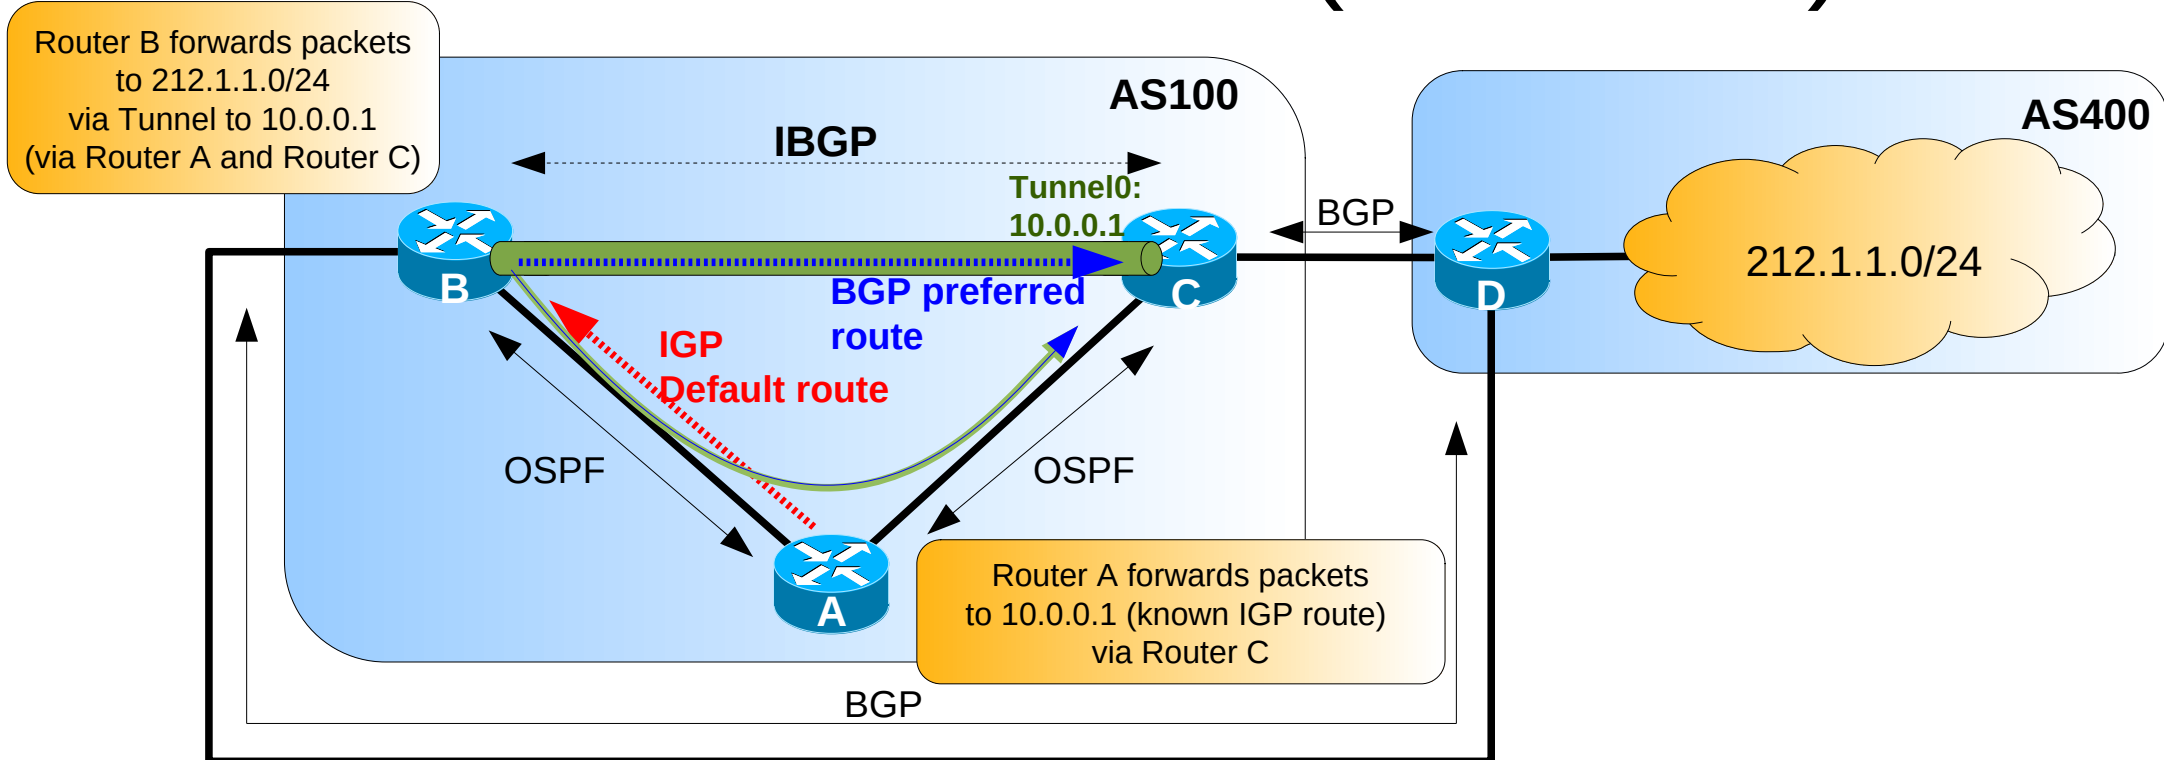 Router B forwards packets
to 212.1.1.0/24
via Tunnel to 10.0.0.1
(via Router A and Router C)
AS100
AS400
IBGP
Tunnel0:
10.0.0.1
BGP
B
C
D
212.1.1.0/24
BGP preferred
route
IGP
Default route
OSPF
OSPF
A
Router A forwards packets
to 10.0.0.1 (known IGP route)
via Router C
BGP